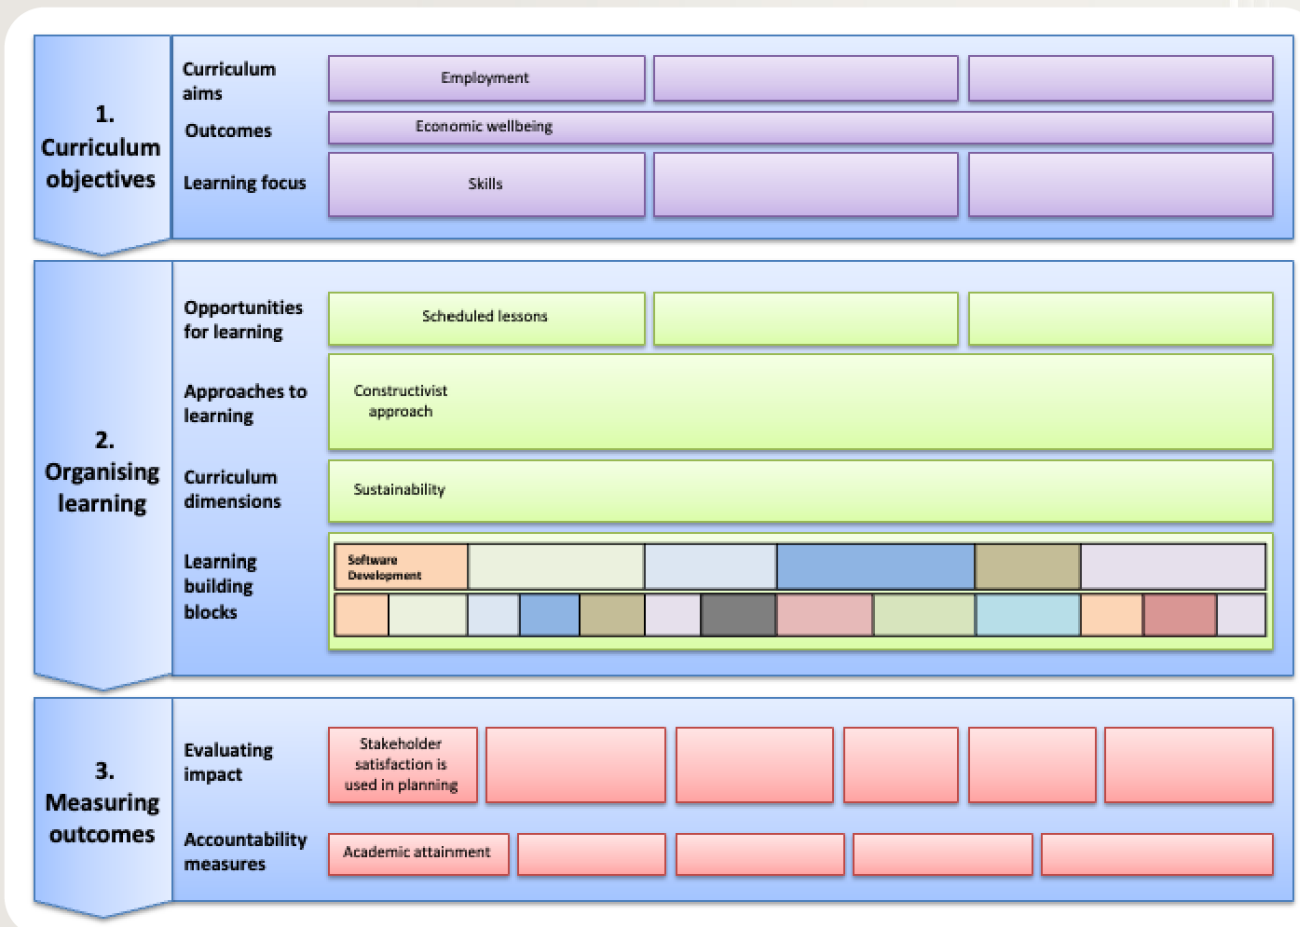 1.
Curriculum
objectives
Curriculum
aims
Employment
Outcomes
Economic wellbeing
Learning focus
Skills
2.
Organising
learning
Opportunities
for learning
Scheduled lessons
Approaches to
learning
Constructivist
approach
Curriculum
dimensions
Sustainability
Learning
building
blocks
Software
Development
3.
Measuring
outcomes
Evaluating
impact
Stakeholder
satisfaction is
used in planning
Accountability
measures
Academic attainment